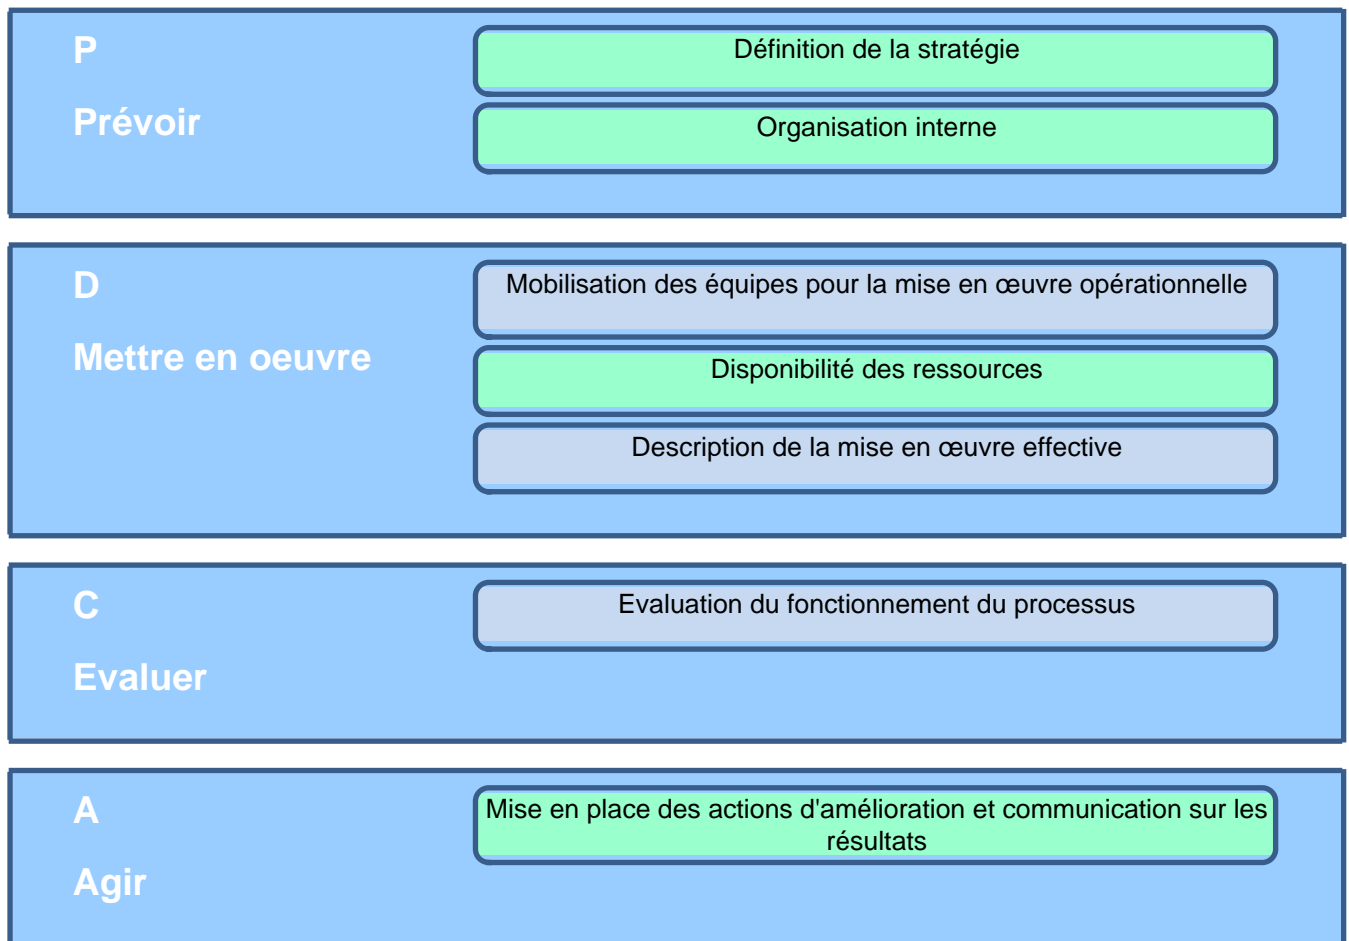 P
Prévoir
Définition de la stratégie
Organisation interne
D
Mettre en oeuvre
Mobilisation des équipes pour la mise en œuvre opérationnelle
Disponibilité des ressources
Description de la mise en œuvre effective
C
Evaluer
Evaluation du fonctionnement du processus
A
Agir
Mise en place des actions d'amélioration et communication sur les
résultats